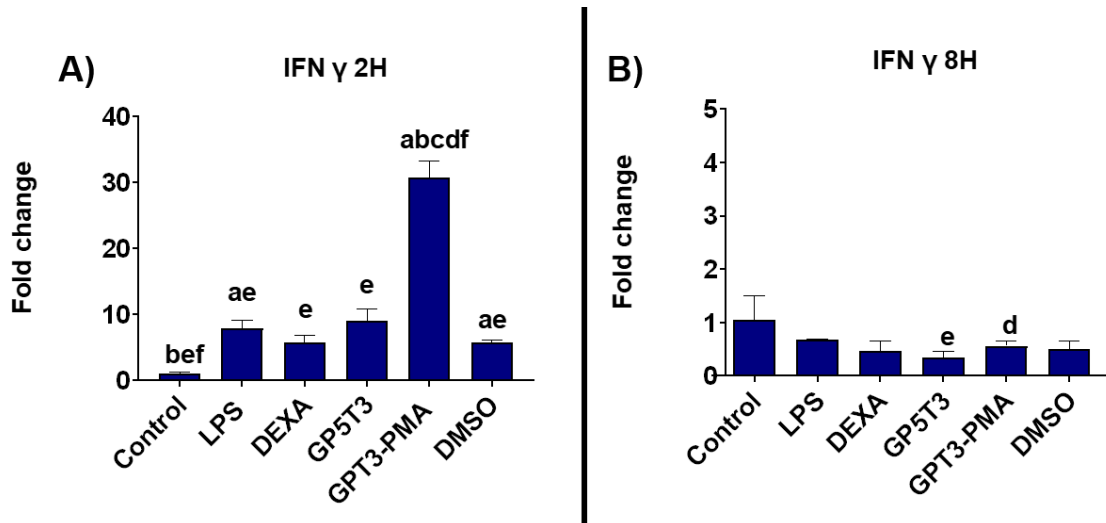 A)
IFN γ 2H
Fold change
40
30
20
10
0
bef
ae
e
e
abcdf
ae
Control
LPS
DEXA
GP5T3
GPT3-PMA
DMSO
B)
IFN γ 8H
Fold change
5
4
3
2
1
0
e
d
Control
LPS
DEXA
GP5T3
GPT3-PMA
DMSO